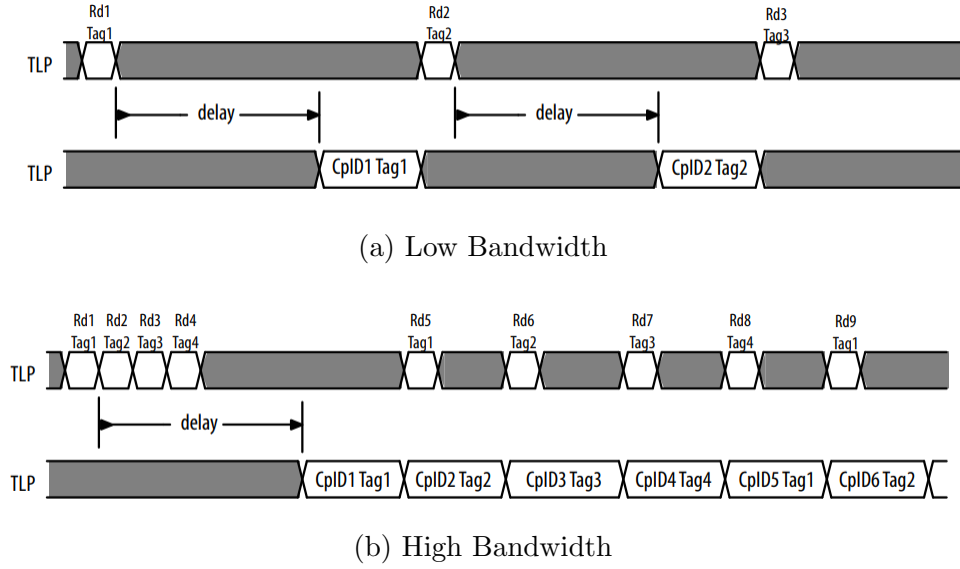 Rd1 Rd2 Rd3
Tag1 Tag2 Tag3
TLP
delay delay
TLP CplD1 Tag1 CplD2 Tag2
(a) Low Bandwidth
Rd1 Rd2 Rd3 Rd4 Rd5 Rd6 Rd7 Rd8 Rd9
Tag1 Tag2 Tag3 Tag4 Tag1 Tag2 Tag3 Tag4 Tag1
TLP
delay
TLP CplD1 Tag1 CplD2 Tag2 CplD3 Tag3 CplD4 Tag4 CplD5 Tag1 CplD6 Tag2
(b) High Bandwidth